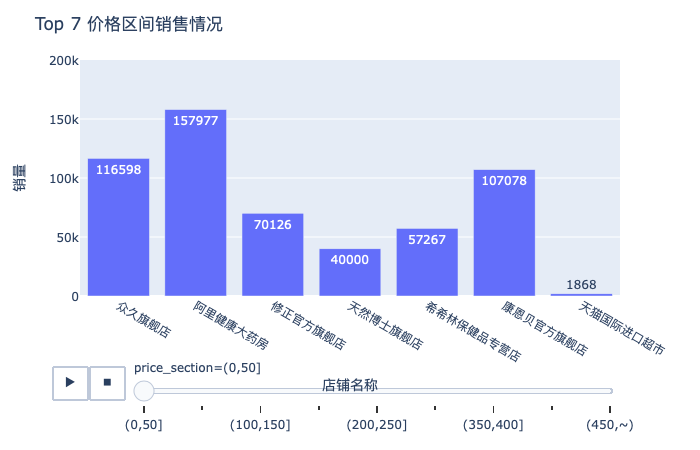 Top 7 价格区间销售情况
200k
150k
100k
50k
0
销量
116598
157977
70126
40000
57267
107078
1868
众久旗舰店
阿里健康大药房
修正官方旗舰店
天然博士旗舰店
希希林保健品专营店
康恩贝官方旗舰店
天猫国际进口超市
price_section=(0,50]
店铺名称
(0,50]
(100,150]
(200,250]
(350,400]
(450,~)